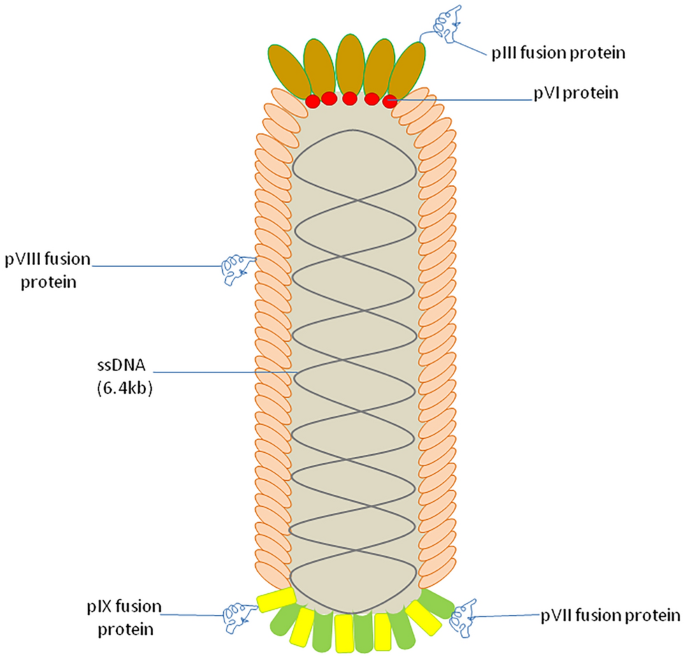 pIII fusion protein
pVI protein
pVIII fusion
protein
ssDNA
(6.4kb)
pIX fusion
protein
pVII fusion protein